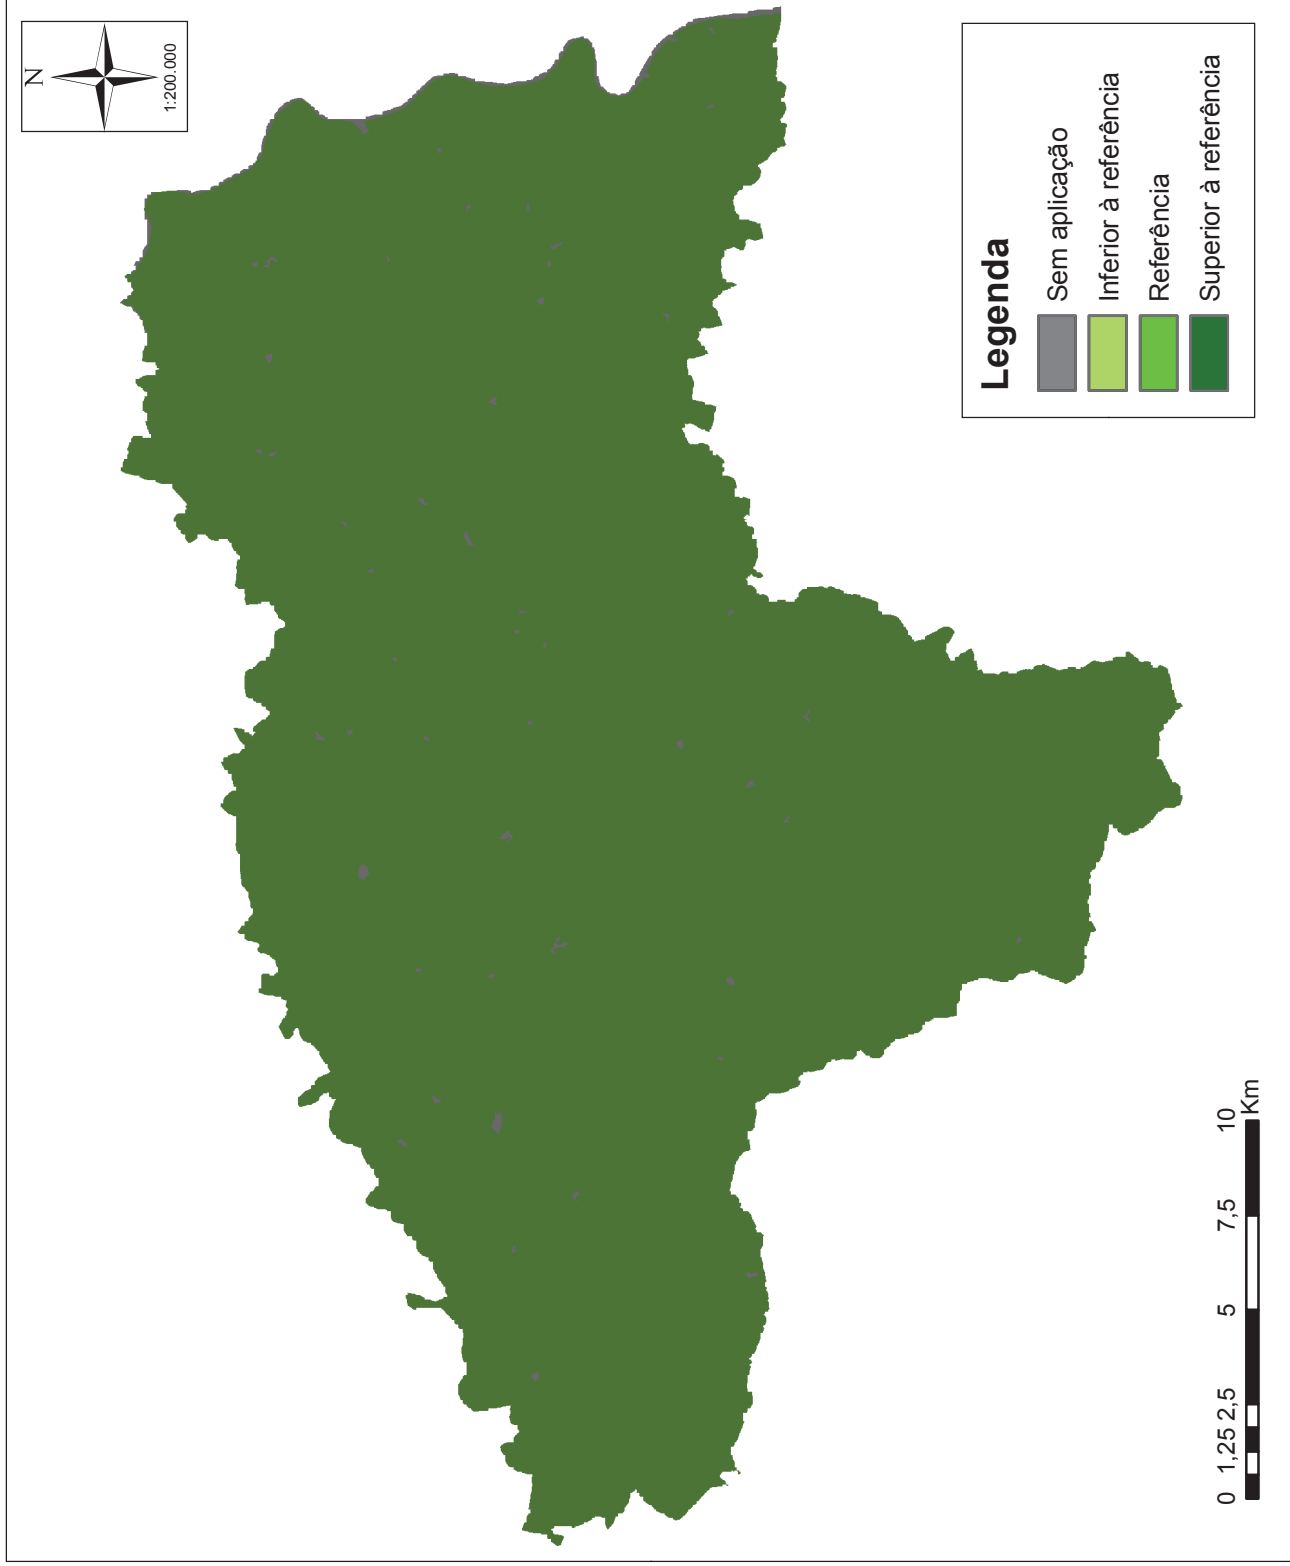 N
1:200.000
Legenda
Sem aplicação
Inferior à referência
Referência
Superior à referência
0 1,25 2,5 5 7,5 10
Km